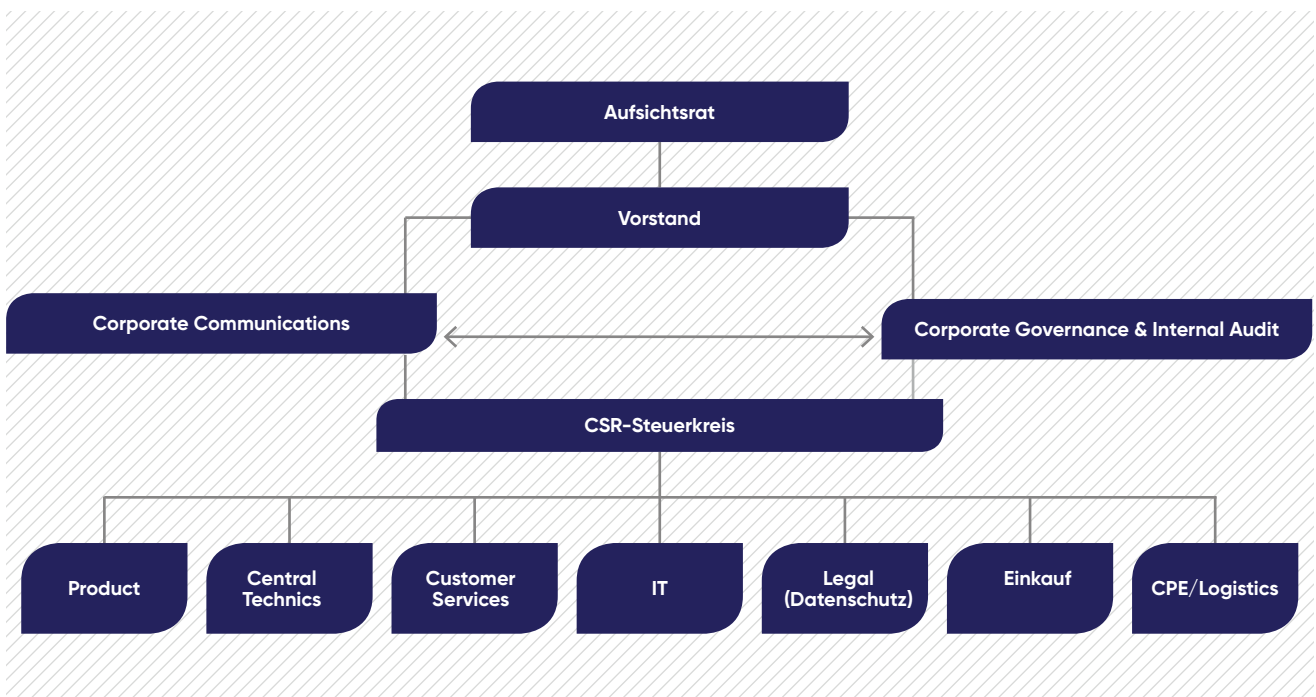 Aufsichtsrat
Vorstand
Corporate Communications
Corporate Governance & Internal Audit
CSR-Steuerkreis
Product
Central
Technics
Customer
Services
IT
Legal
(Datenschutz)
Einkauf
CPE/Logistics